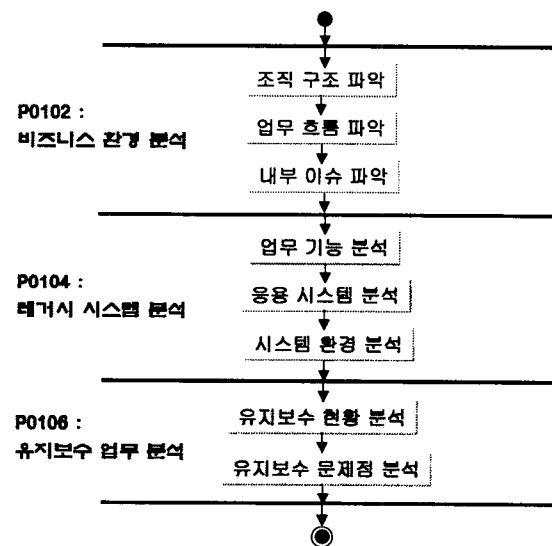 조직 구조 파악
P0102 :
비즈니스 환경 분석
업무 흐름 파악
내부 이슈 파악
업무 기능 분석
P0104 :
레거시 시스템 분석
응용 시스템 분석
시스템 환경 분석
P0106 :
유지보수 업무 분석
유지보수 현황 분석
유지보수 문제점 분석